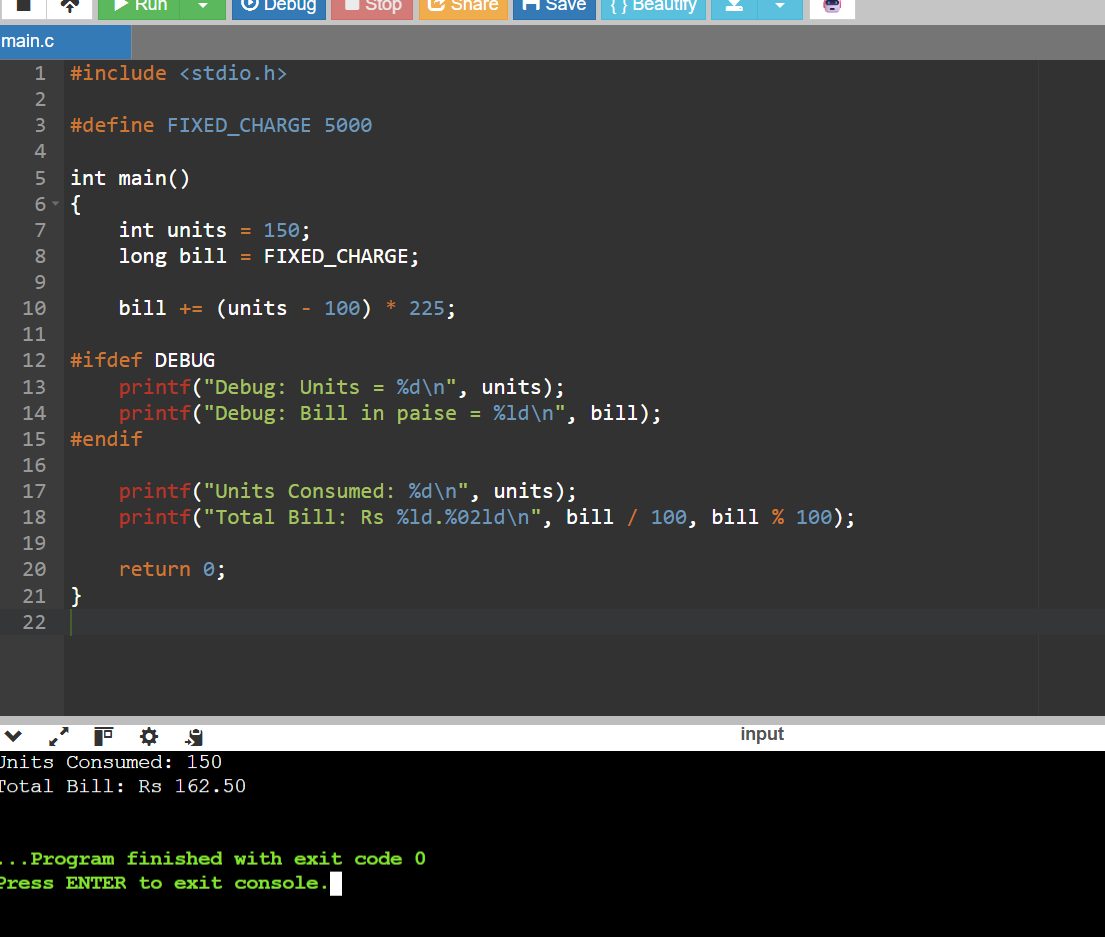 Run Debug Stop Share Save { } Beautify
main.c
1 #include <stdio.h>
2
3 #define FIXED_CHARGE 5000
4
5 int main()
6 {
7     int units = 150;
8     long bill = FIXED_CHARGE;
9
10     bill += (units - 100) * 225;
11
12 #ifdef DEBUG
13     printf("Debug: Units = %d\n", units);
14     printf("Debug: Bill in paise = %ld\n", bill);
15 #endif
16
17     printf("Units Consumed: %d\n", units);
18     printf("Total Bill: Rs %ld.%02ld\n", bill / 100, bill % 100);
19
20     return 0;
21 }
22
input
Units Consumed: 150
Total Bill: Rs 162.50
...Program finished with exit code 0
Press ENTER to exit console.